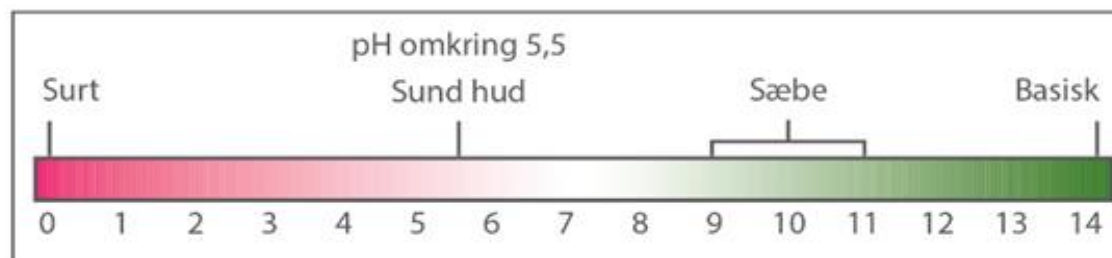 pH omkring 5,5
Surt Sund hud Sæbe Basisk
0 1 2 3 4 5 6 7 8 9 10 11 12 13 14